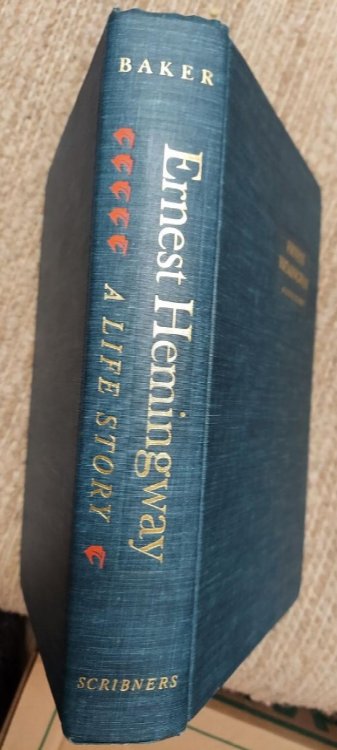 BAKER
Ernest Hemingway
A LIFE STORY
SCRIBNERS